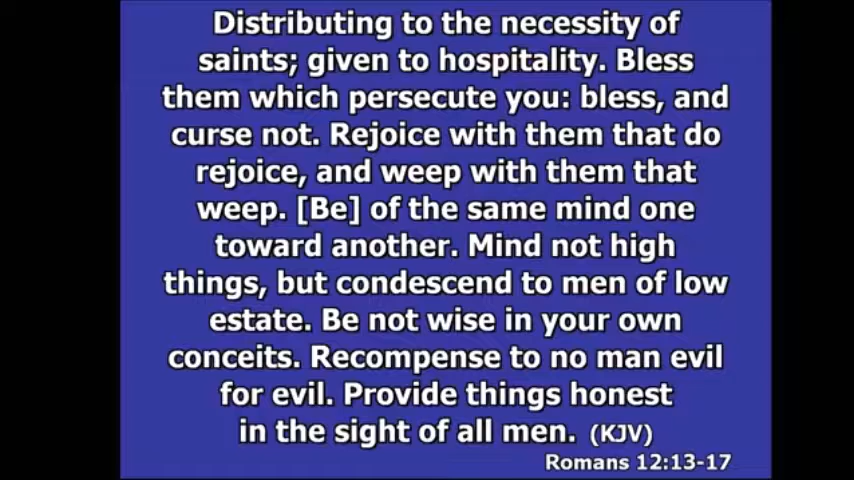 Distributing to the necessity of
saints; given to hospitality. Bless
them which persecute you: bless, and
curse not. Rejoice with them that do
rejoice, and weep with them that
weep. [Be] of the same mind one
toward another. Mind not high
things, but condescend to men of low
estate. Be not wise in your own
conceits. Recompense to no man evil
for evil. Provide things honest
in the sight of all men. (KJV)
Romans 12:13-17